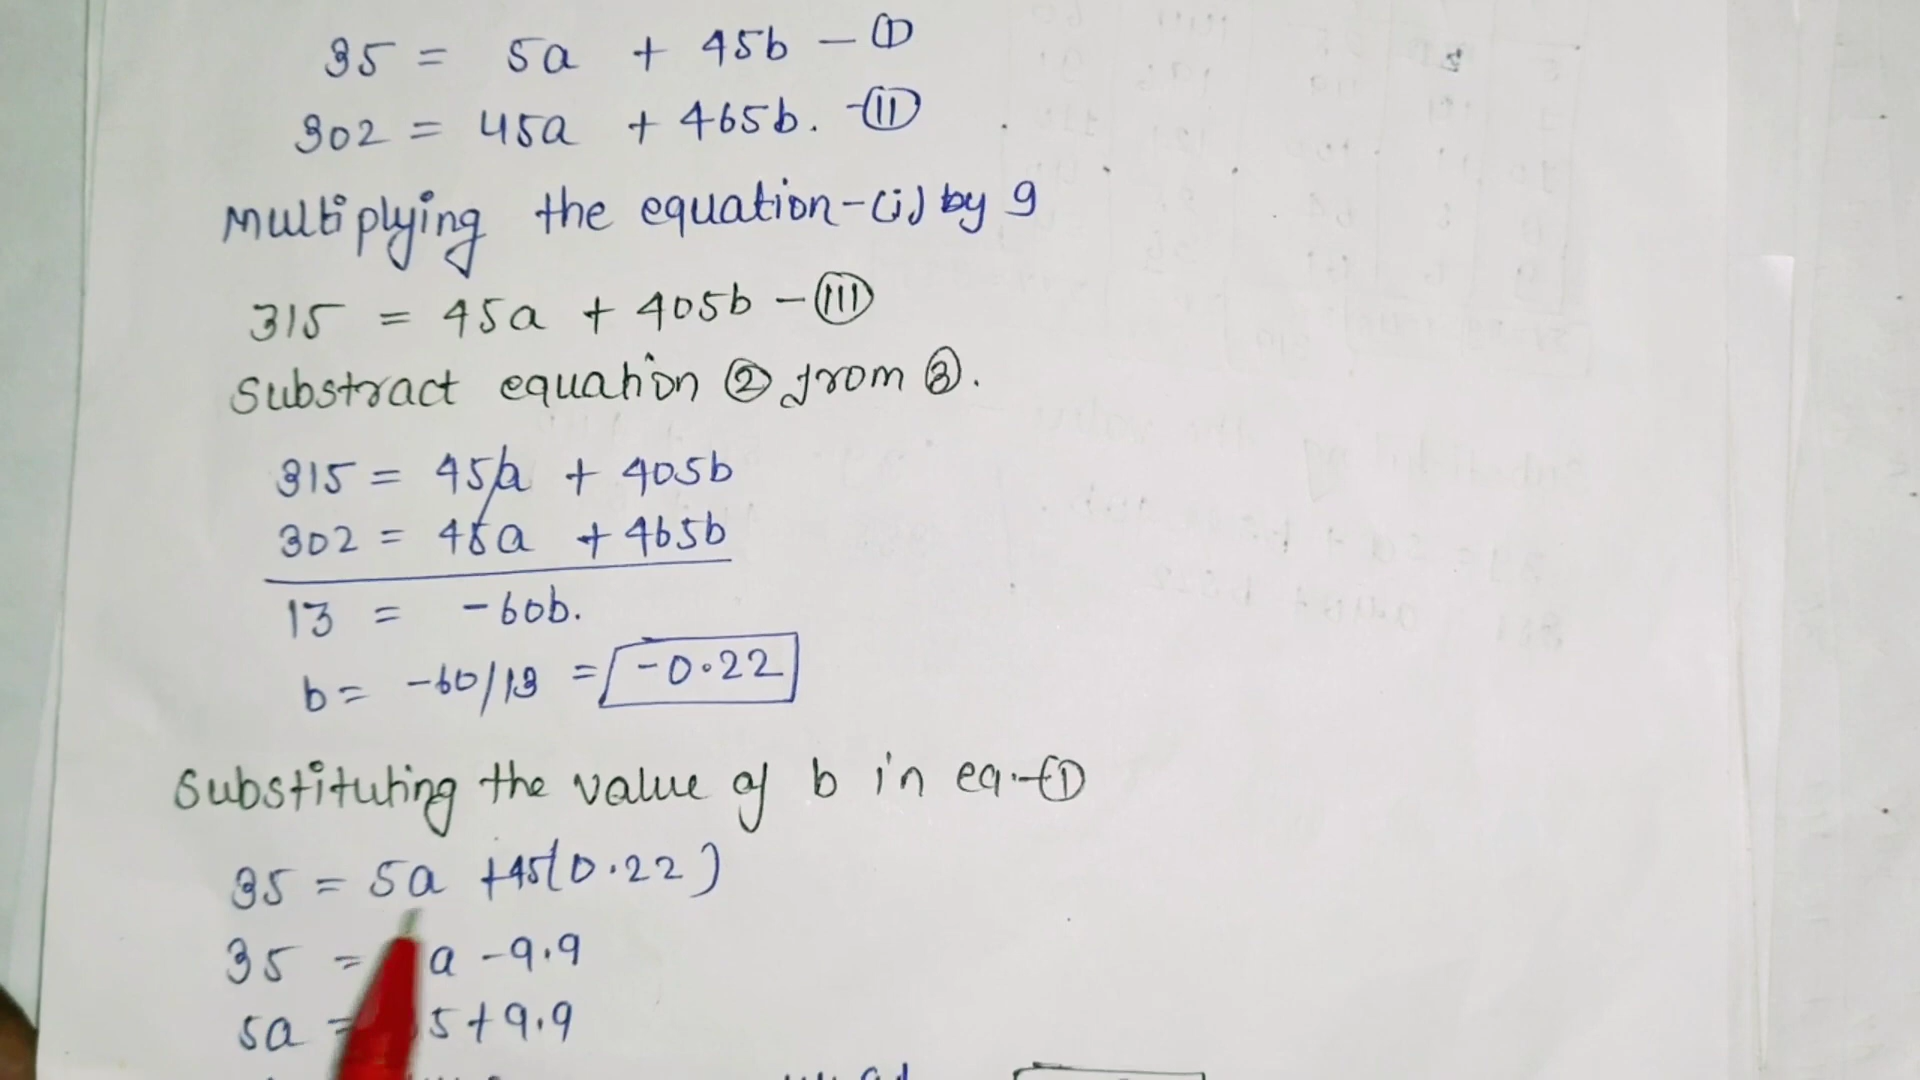 35 = 5a + 45b - (I)
302 = 45a + 465b. - (II)
Multiplying the equation-(i) by 9
315 = 45a + 405b - (III)
Substract equation (2) from (3).
315 = 45a + 405b
302 = 45a + 465b
13 = -60b.
b = -60/13 = -0.22
Substituting the value of b in eq.-(1)
35 = 5a +45(0.22)
35 = a -9.9
5a = 5+9.9